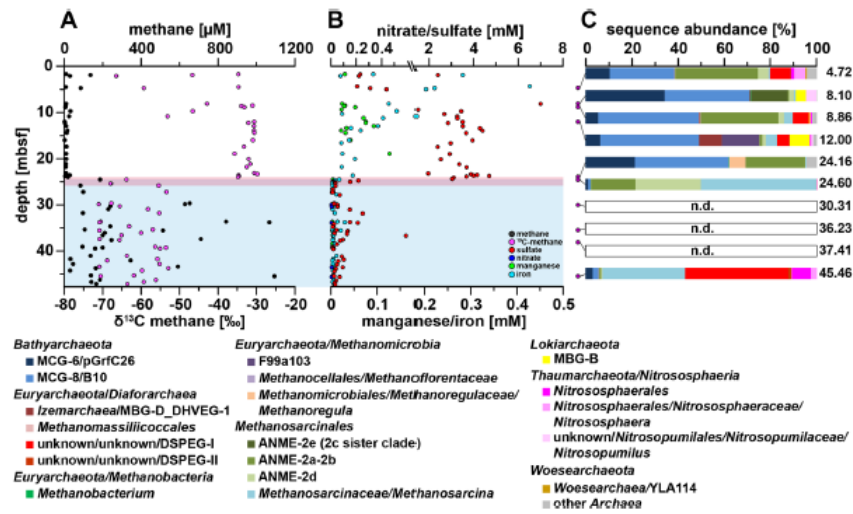 A
methane [µM]
0 400 800 1200
B
nitrate/sulfate [mM]
0 0.2 0.4 2 4 6 8
C
sequence abundance [%]
0 20 40 60 80 100
depth [mbsf]
0
10
20
30
40
4.72
8.10
8.86
12.00
24.16
24.60
n.d. 30.31
n.d. 36.23
n.d. 37.41
45.46
methane
¹³C-methane
sulfate
nitrate
manganese
iron
-80 -70 -60 -50 -40 -30 -20
δ¹³C methane [‰]
0 0.1 0.2 0.3 0.4 0.5
manganese/iron [mM]
Bathyarchaeota
MCG-6/pGrfC26
MCG-8/B10
Euryarchaeota/Diaforarchaea
Izemarchaea/MBG-D_DHVEG-1
Methanomassiliicoccales
unknown/unknown/DSPEG-I
unknown/unknown/DSPEG-II
Euryarchaeota/Methanobacteria
Methanobacterium
Euryarchaeota/Methanomicrobia
F99a103
Methanocellales/Methanoflorentaceae
Methanomicrobiales/Methanoregulaceae/
Methanoregula
Methanosarcinales
ANME-2e (2c sister clade)
ANME-2a-2b
ANME-2d
Methanosarcinaceae/Methanosarcina
Lokiarchaeota
MBG-B
Thaumarchaeota/Nitrososphaeria
Nitrososphaerales
Nitrososphaerales/Nitrososphaeraceae/
Nitrososphaera
unknown/Nitrosopumilales/Nitrosopumilaceae/
Nitrosopumilus
Woesearchaeota
Woesearchaea/YLA114
other Archaea